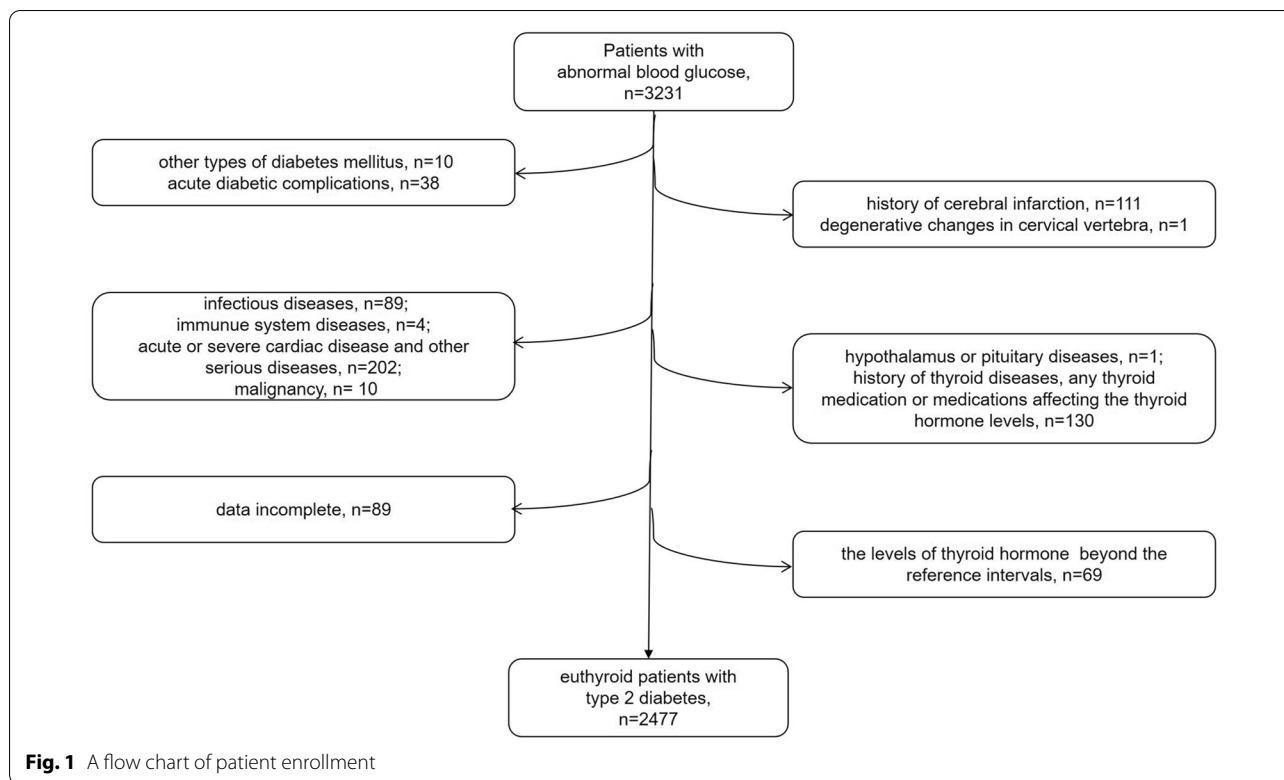 Patients with
abnormal blood glucose,
n=3231
other types of diabetes mellitus, n=10
acute diabetic complications, n=38
history of cerebral infarction, n=111
degenerative changes in cervical vertebra, n=1
infectious diseases, n=89;
immunue system diseases, n=4;
acute or severe cardiac disease and other
serious diseases, n=202;
malignancy, n= 10
hypothalamus or pituitary diseases, n=1;
history of thyroid diseases, any thyroid
medication or medications affecting the thyroid
hormone levels, n=130
data incomplete, n=89
the levels of thyroid hormone beyond the
reference intervals, n=69
euthyroid patients with
type 2 diabetes,
n=2477
Fig. 1 A flow chart of patient enrollment